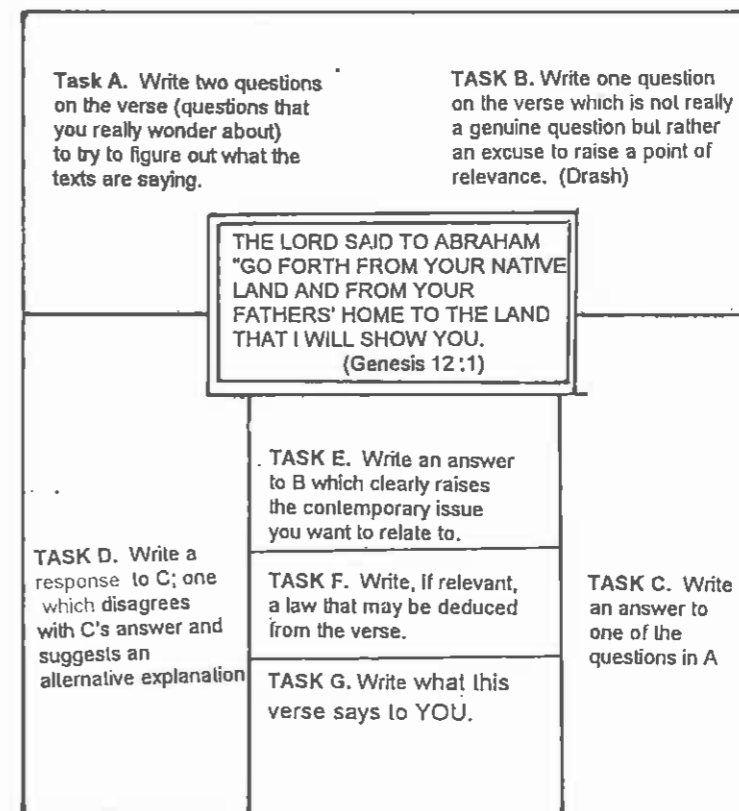 Task A. Write two questions
on the verse (questions that
you really wonder about)
to try to figure out what the
texts are saying.
TASK B. Write one question
on the verse which is not really
a genuine question but rather
an excuse to raise a point of
relevance. (Drash)
THE LORD SAID TO ABRAHAM
"GO FORTH FROM YOUR NATIVE
LAND AND FROM YOUR
FATHERS' HOME TO THE LAND
THAT I WILL SHOW YOU.
(Genesis 12:1)
TASK E. Write an answer
to B which clearly raises
the contemporary issue
you want to relate to.
TASK D. Write a
response to C; one
which disagrees
with C's answer and
suggests an
alternative explanation
TASK F. Write, if relevant,
a law that may be deduced
from the verse.
TASK C. Write
an answer to
one of the
questions in A
TASK G. Write what this
verse says to YOU.